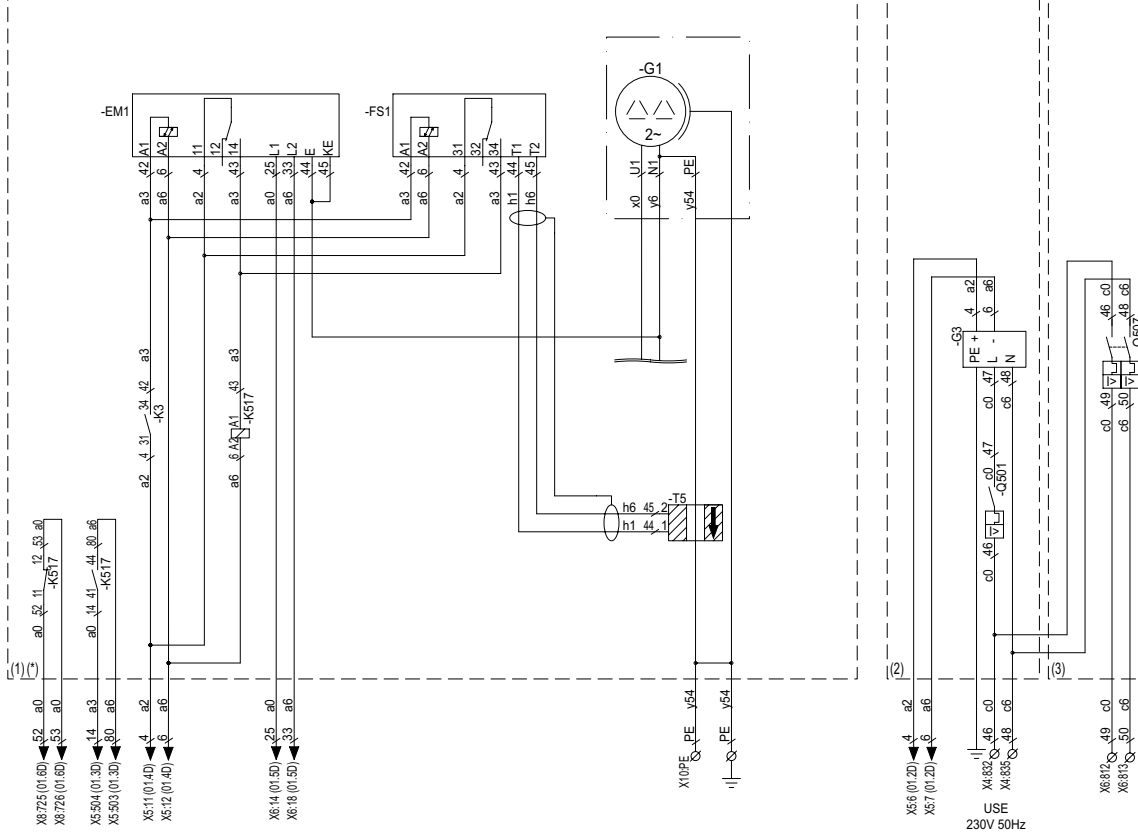 -G1
2~
U1
N1
PE
x0
y6
y54
-EM1
A1
A2
11
12
14
L1
L2
E
KE
42
6
4
43
25
33
44
45
a3
a6
a2
a3
a0
a6
-FS1
A1
A2
31
32
34
T1
T2
42
6
4
43
44
45
a3
a6
a2
a3
h1
h6
a3
42
34
-K3
31
4
a2
a3
43
A1
-K517
A2
6
a6
-T5
h6 45 2
h1 44 1
a0
53
12
-K517
11
52
a0
a6
80
44
-K517
41
14
a0
(1) (*)
a0
52
X8:725 (01.6D)
a0
53
X8:726 (01.6D)
a3
14
X5:504 (01.3D)
a6
80
X5:503 (01.3D)
a2
4
X5:11 (01.4D)
a6
6
X5:12 (01.4D)
a0
25
X6:14 (01.5D)
a6
33
X6:18 (01.5D)
y54
PE
X10:PE
y54
PE
a2
4
a6
6
-G3
PE +
L -
N
47
c0
48
c6
47
c0
-Q501
I>
46
c0
(2)
a2
4
X5:6 (01.2D)
a6
6
X5:7 (01.2D)
c0
46
X4:832
c6
48
X4:835
USE
230V 50Hz
c0
46
c6
48
I>
I>
49
c0
50
c6
(3)
c0
49
X6:812
c6
50
X6:813